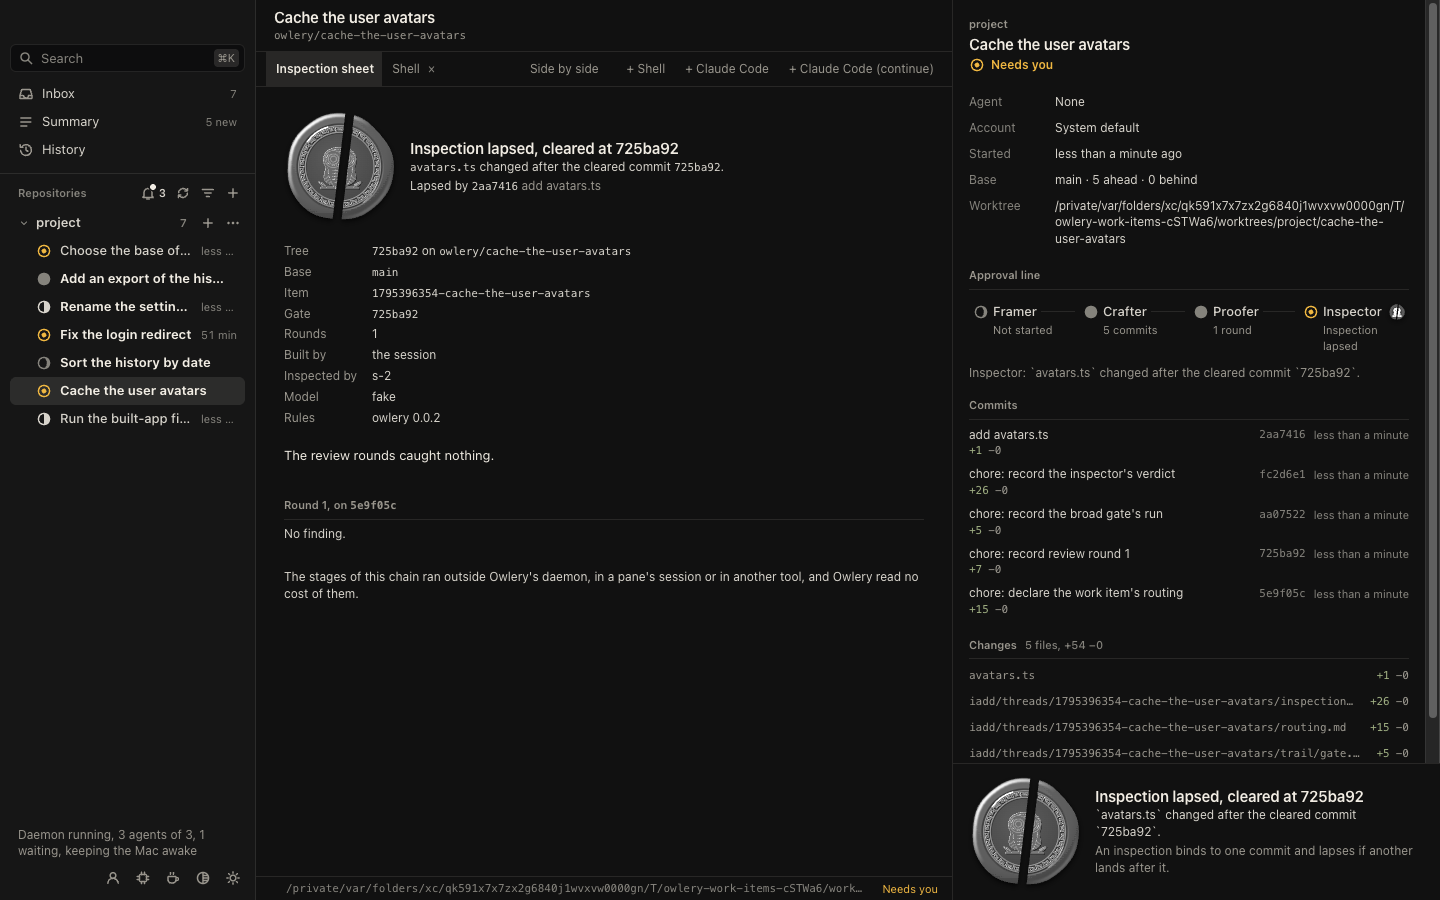 Search ⌘K
Inbox 7
Summary 5 new
History
Repositories 3
project 7
Choose the base of... less ...
Add an export of the his...
Rename the settin... less ...
Fix the login redirect 51 min
Sort the history by date
Cache the user avatars
Run the built-app fi... less ...
Daemon running, 3 agents of 3, 1
waiting, keeping the Mac awake
Cache the user avatars
owlery/cache-the-user-avatars
Inspection sheet Shell × Side by side + Shell + Claude Code + Claude Code (continue)
Inspection lapsed, cleared at 725ba92
avatars.ts changed after the cleared commit 725ba92.
Lapsed by 2aa7416 add avatars.ts
Tree 725ba92 on owlery/cache-the-user-avatars
Base main
Item 1795396354-cache-the-user-avatars
Gate 725ba92
Rounds 1
Built by the session
Inspected by s-2
Model fake
Rules owlery 0.0.2
The review rounds caught nothing.
Round 1, on 5e9f05c
No finding.
The stages of this chain ran outside Owlery's daemon, in a pane's session or in another tool, and Owlery read no
cost of them.
/private/var/folders/xc/qk591x7x7zx2g6840j1wvxvw0000gn/T/owlery-work-items-cSTWa6/work... Needs you
project
Cache the user avatars
Needs you
Agent None
Account System default
Started less than a minute ago
Base main · 5 ahead · 0 behind
Worktree /private/var/folders/xc/qk591x7x7zx2g6840j1wvxvw0000gn/T/
owlery-work-items-cSTWa6/worktrees/project/cache-the-
user-avatars
Approval line
Framer Crafter Proofer Inspector
Not started 5 commits 1 round Inspection
lapsed
Inspector: `avatars.ts` changed after the cleared commit `725ba92`.
Commits
add avatars.ts 2aa7416 less than a minute
+1 −0
chore: record the inspector's verdict fc2d6e1 less than a minute
+26 −0
chore: record the broad gate's run aa07522 less than a minute
+5 −0
chore: record review round 1 725ba92 less than a minute
+7 −0
chore: declare the work item's routing 5e9f05c less than a minute
+15 −0
Changes 5 files, +54 −0
avatars.ts +1 −0
iadd/threads/1795396354-cache-the-user-avatars/inspection... +26 −0
iadd/threads/1795396354-cache-the-user-avatars/routing.md +15 −0
iadd/threads/1795396354-cache-the-user-avatars/trail/gate.... +5 −0
Inspection lapsed, cleared at 725ba92
`avatars.ts` changed after the cleared commit
`725ba92`.
An inspection binds to one commit and lapses if another
lands after it.